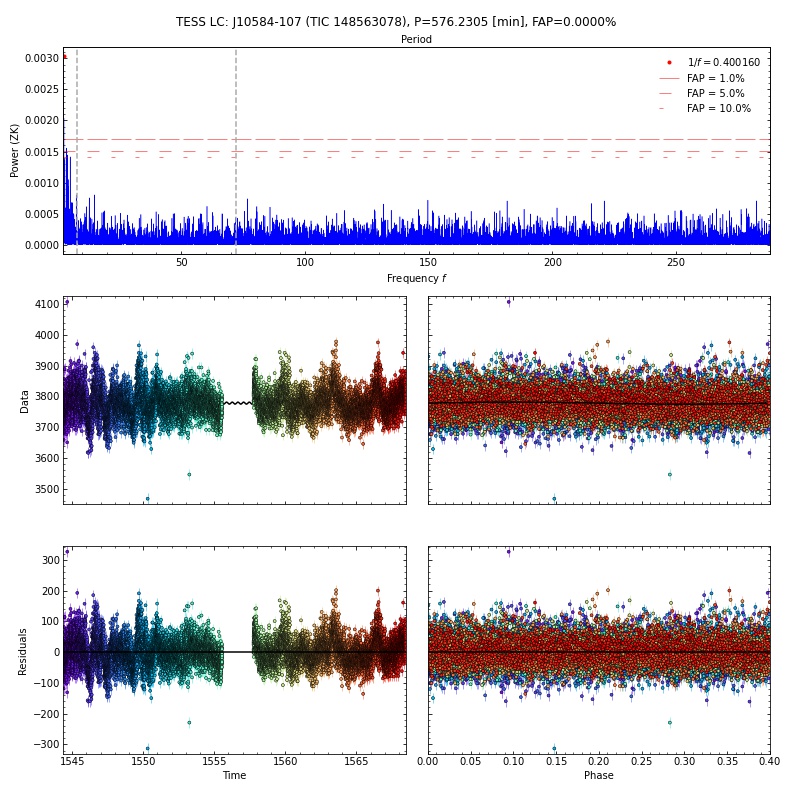 TESS LC: J10584-107 (TIC 148563078), P=576.2305 [min], FAP=0.0000%
Period
0.0030
0.0025
0.0020
0.0015
0.0010
0.0005
0.0000
Power (ZK)
1/f = 0.400160
FAP = 1.0%
FAP = 5.0%
FAP = 10.0%
50 100 150 200 250
Frequency f
4100
4000
3900
3800
3700
3600
3500
Data
300
200
100
0
−100
−200
−300
Residuals
1545 1550 1555 1560 1565
Time
0.00 0.05 0.10 0.15 0.20 0.25 0.30 0.35 0.40
Phase